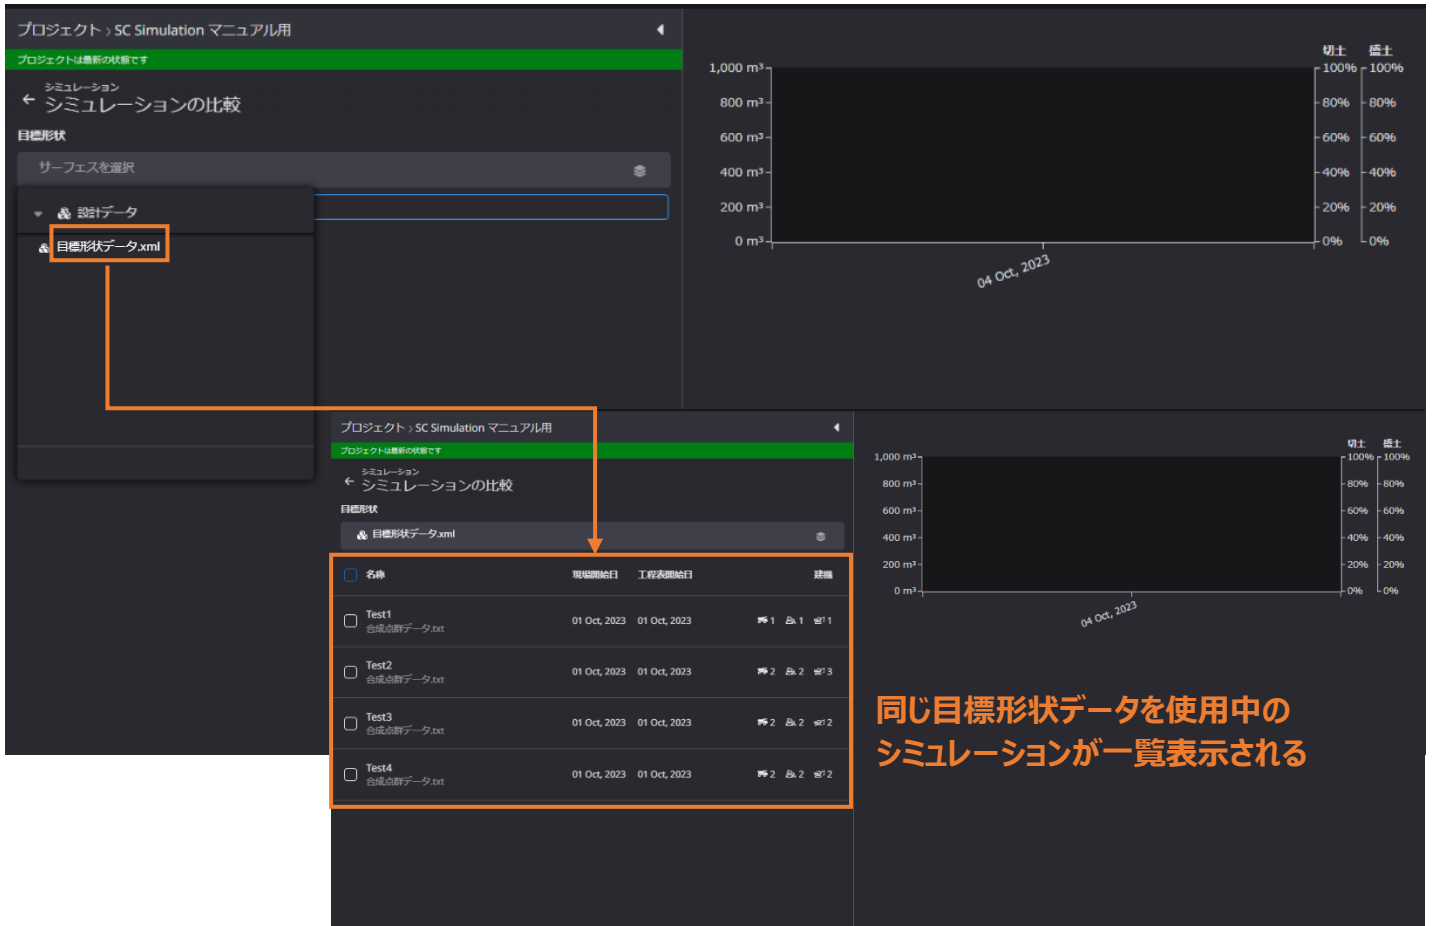 プロジェクト › SC Simulation マニュアル用
プロジェクトは最新の状態です
シミュレーション
← シミュレーションの比較
目標形状
サーフェスを選択
設計データ
目標形状データ.xml
切土 盛土
1,000 m³ 100% 100%
800 m³ 80% 80%
600 m³ 60% 60%
400 m³ 40% 40%
200 m³ 20% 20%
0 m³ 0% 0%
04 Oct, 2023
プロジェクト › SC Simulation マニュアル用
プロジェクトは最新の状態です
シミュレーション
← シミュレーションの比較
目標形状
目標形状データ.xml
名称 現場開始日 工程表開始日 建機
Test1
合成点群データ.txt
01 Oct, 2023 01 Oct, 2023 1 1 1
Test2
合成点群データ.txt
01 Oct, 2023 01 Oct, 2023 2 2 3
Test3
合成点群データ.txt
01 Oct, 2023 01 Oct, 2023 2 2 2
Test4
合成点群データ.txt
01 Oct, 2023 01 Oct, 2023 2 2 2
切土 盛土
1,000 m³ 100% 100%
800 m³ 80% 80%
600 m³ 60% 60%
400 m³ 40% 40%
200 m³ 20% 20%
0 m³ 0% 0%
04 Oct, 2023
同じ目標形状データを使用中の
シミュレーションが一覧表示される